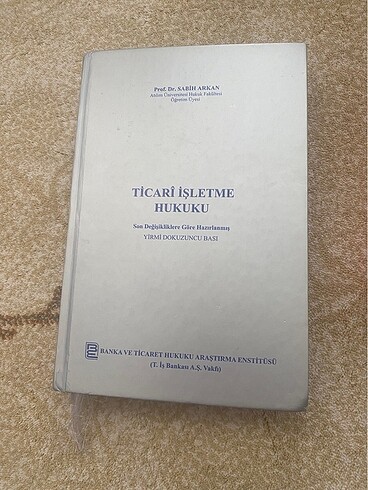 Prof. Dr. SABİH ARKAN
Atılım Üniversitesi Hukuk Fakültesi
Öğretim Üyesi
TİCARÎ İŞLETME
HUKUKU
Son Değişikliklere Göre Hazırlanmış
YİRMİ DOKUZUNCU BASI
BANKA VE TİCARET HUKUKU ARAŞTIRMA ENSTİTÜSÜ
(T. İş Bankası A.Ş. Vakfı)